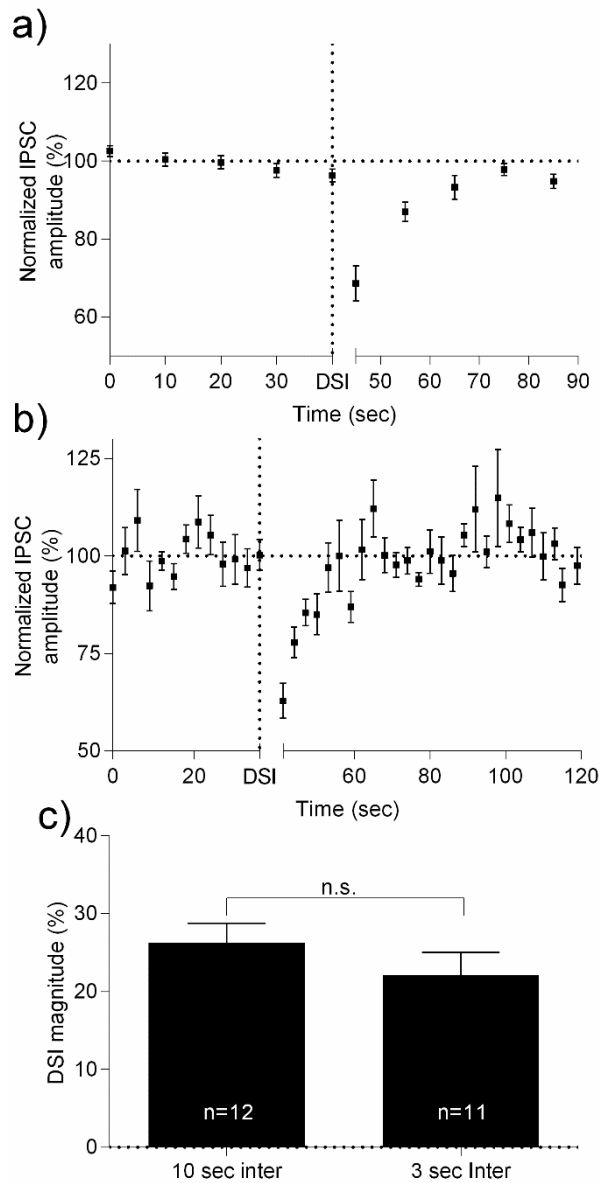 a)
Normalized IPSC
amplitude (%)
120
100
80
60
0 10 20 30 DSI 50 60 70 80 90
Time (sec)
b)
Normalized IPSC
amplitude (%)
125
100
75
50
0 20 DSI 60 80 100 120
Time (sec)
c)
DSI magnitude (%)
40
30
20
10
0
n.s.
n=12 n=11
10 sec inter 3 sec Inter